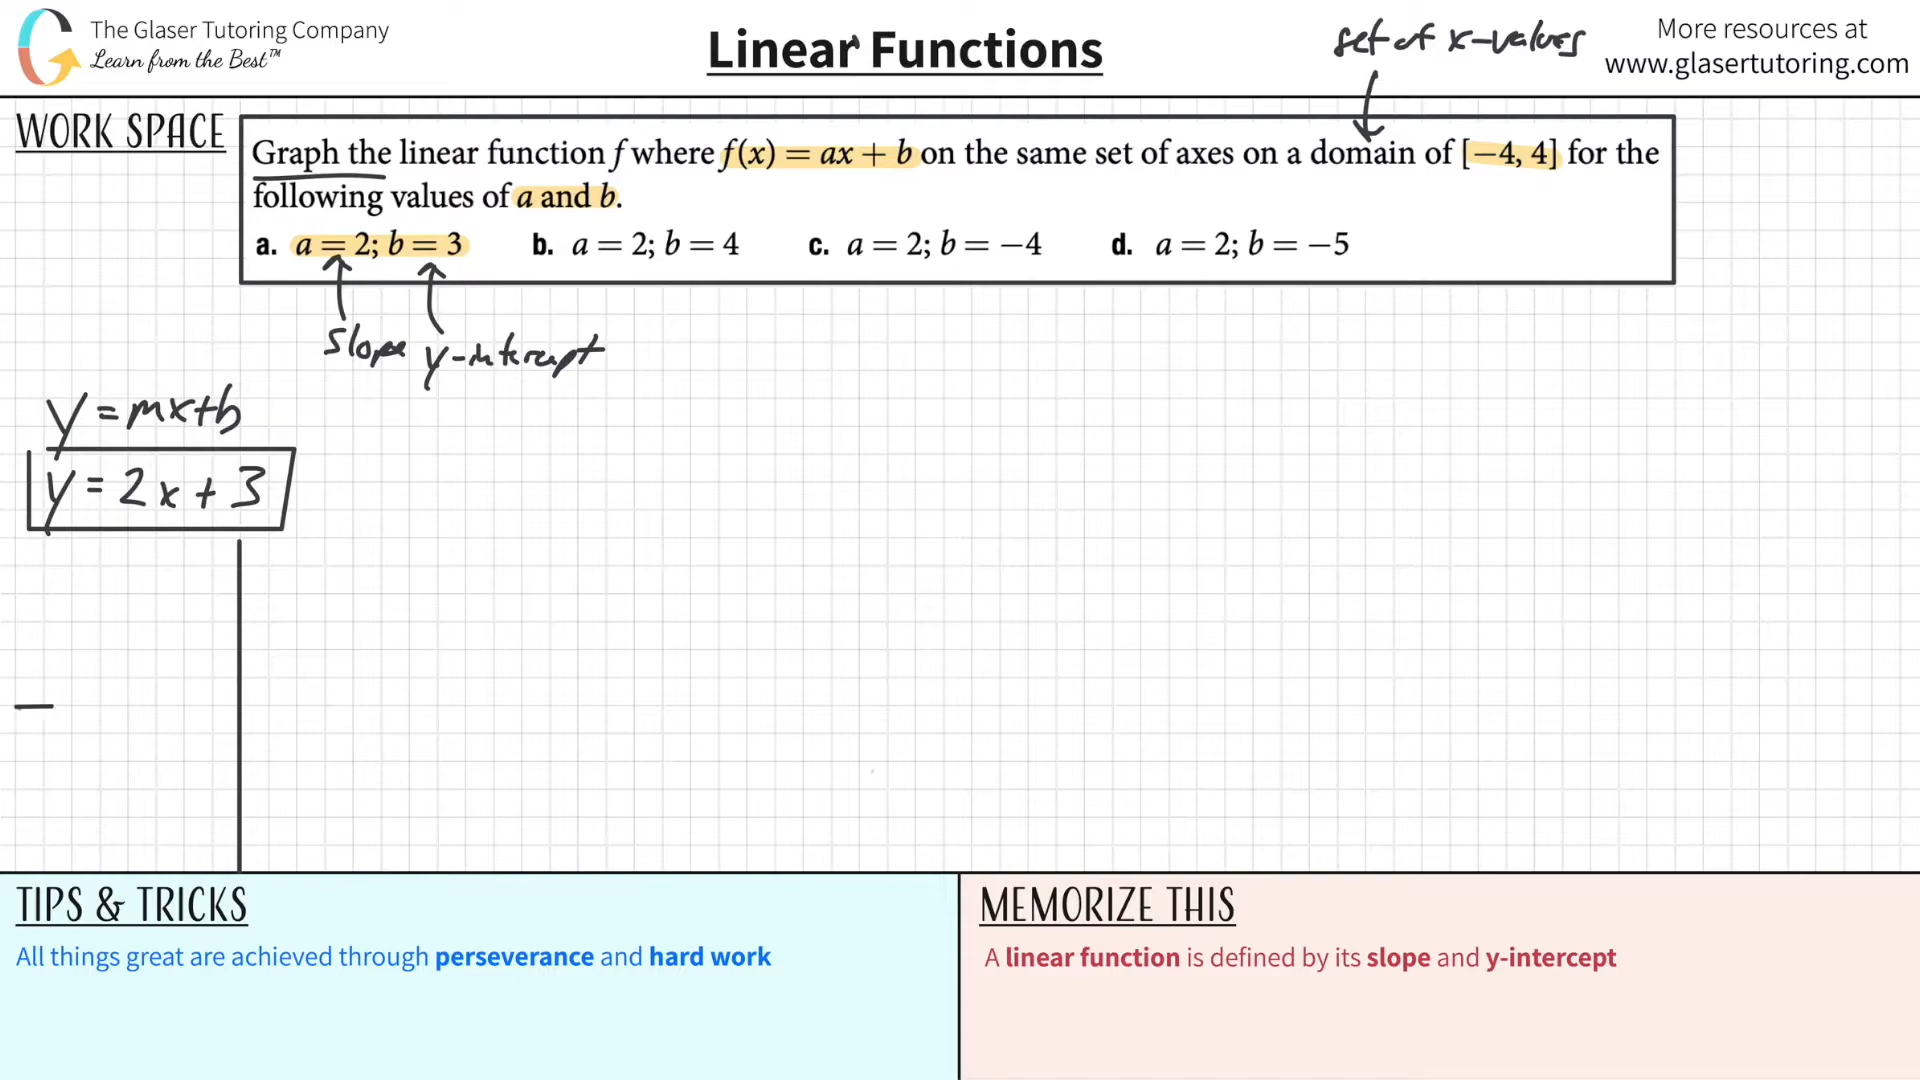 The Glaser Tutoring Company
Learn from the Best™
Linear Functions
set of x-values
More resources at
www.glasertutoring.com
WORK SPACE
Graph the linear function f where f(x) = ax + b on the same set of axes on a domain of [−4, 4] for the
following values of a and b.
a. a = 2; b = 3 b. a = 2; b = 4 c. a = 2; b = −4 d. a = 2; b = −5
slope y-intercept
y = mx+b
y = 2x + 3
TIPS & TRICKS
All things great are achieved through perseverance and hard work
MEMORIZE THIS
A linear function is defined by its slope and y-intercept